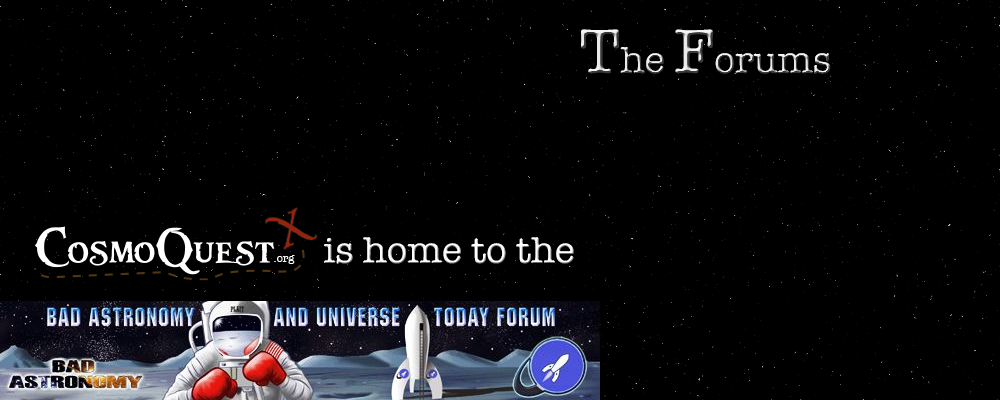 The Forums
CosmoQuest.org X is home to the
BAD ASTRONOMY AND UNIVERSE TODAY FORUM
PLAIT
BAD
ASTRONOMY